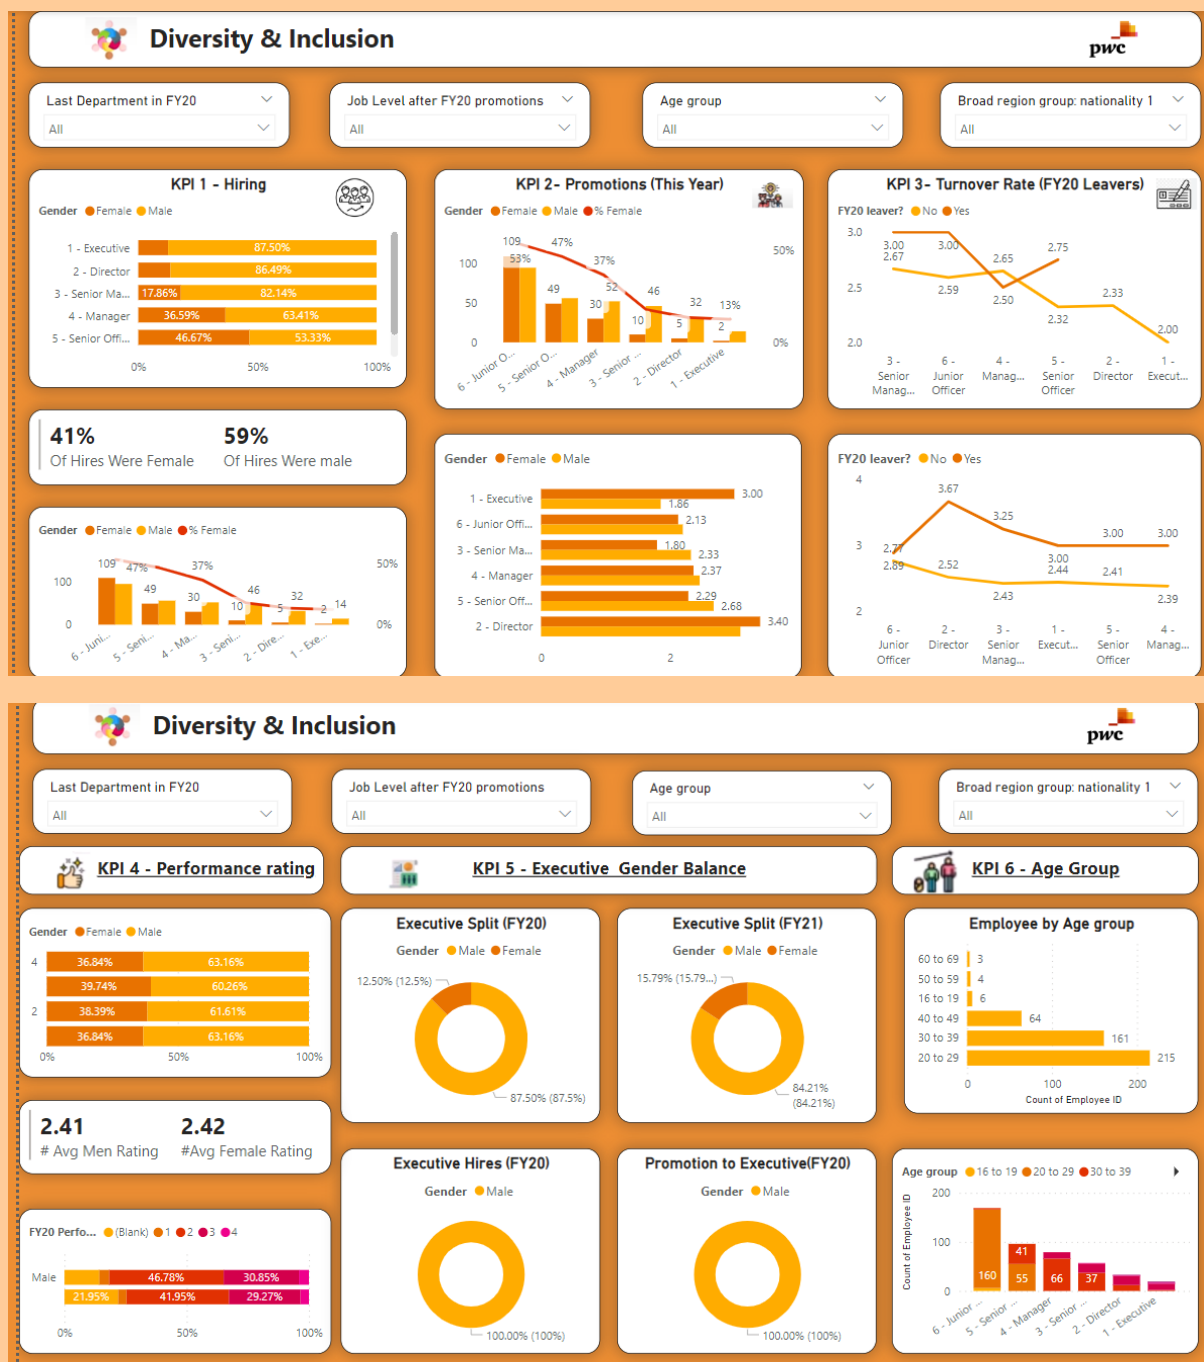 Diversity & Inclusion
pwc
Last Department in FY20
All
Job Level after FY20 promotions
All
Age group
All
Broad region group: nationality 1
All
KPI 1 - Hiring
Gender Female Male
1 - Executive 87.50%
2 - Director 86.49%
3 - Senior Ma... 17.86% 82.14%
4 - Manager 36.59% 63.41%
5 - Senior Offi... 46.67% 53.33%
0% 50% 100%
41% 59%
Of Hires Were Female Of Hires Were male
Gender Female Male % Female
109 47% 37% 50%
100 49 30 10 46 5 32 2 14
0 0%
6 - Juni... 5 - Seni... 4 - Ma... 3 - Seni... 2 - Dire... 1 - Exe...
KPI 2- Promotions (This Year)
Gender Female Male % Female
109 47% 50%
53% 37%
100 52 46
50 49 30 10 5 32 2 13%
0 0%
6 - Junior O... 5 - Senior O... 4 - Manager 3 - Senior ... 2 - Director 1 - Executive
Gender Female Male
1 - Executive 3.00
1.86
6 - Junior Offi... 2.13
3 - Senior Ma... 1.80
2.33
4 - Manager 2.37
5 - Senior Off... 2.29
2.68
2 - Director 3.40
0 2
KPI 3- Turnover Rate (FY20 Leavers)
FY20 leaver? No Yes
3.0
3.00 3.00 2.75
2.67 2.65
2.5 2.59 2.50 2.33
2.32
2.00
2.0
3 - Senior Manag... 6 - Junior Officer 4 - Manag... 5 - Senior Officer 2 - Director 1 - Execut...
FY20 leaver? No Yes
4
3.67
3.25
3 2.77 3.00 3.00 3.00
2.89 2.52 2.44 2.41
2.43 2.39
2
6 - Junior Officer 2 - Director 3 - Senior Manag... 1 - Execut... 5 - Senior Officer 4 - Manag...
Diversity & Inclusion
pwc
Last Department in FY20
All
Job Level after FY20 promotions
All
Age group
All
Broad region group: nationality 1
All
KPI 4 - Performance rating
KPI 5 - Executive Gender Balance
KPI 6 - Age Group
Gender Female Male
4 36.84% 63.16%
39.74% 60.26%
2 38.39% 61.61%
36.84% 63.16%
0% 50% 100%
2.41 2.42
# Avg Men Rating #Avg Female Rating
FY20 Perfo... (Blank) 1 2 3 4
Male 46.78% 30.85%
21.95% 41.95% 29.27%
0% 50% 100%
Executive Split (FY20)
Gender Male Female
12.50% (12.5%)
87.50% (87.5%)
Executive Split (FY21)
Gender Male Female
15.79% (15.79...)
84.21%
(84.21%)
Executive Hires (FY20)
Gender Male
100.00% (100%)
Promotion to Executive(FY20)
Gender Male
100.00% (100%)
Employee by Age group
60 to 69 3
50 to 59 4
16 to 19 6
40 to 49 64
30 to 39 161
20 to 29 215
0 100 200
Count of Employee ID
Age group 16 to 19 20 to 29 30 to 39
Count of Employee ID
200
100
0
160 41 55 66 37
6 - Junior ... 5 - Senior ... 4 - Manager 3 - Senior ... 2 - Director 1 - Executive